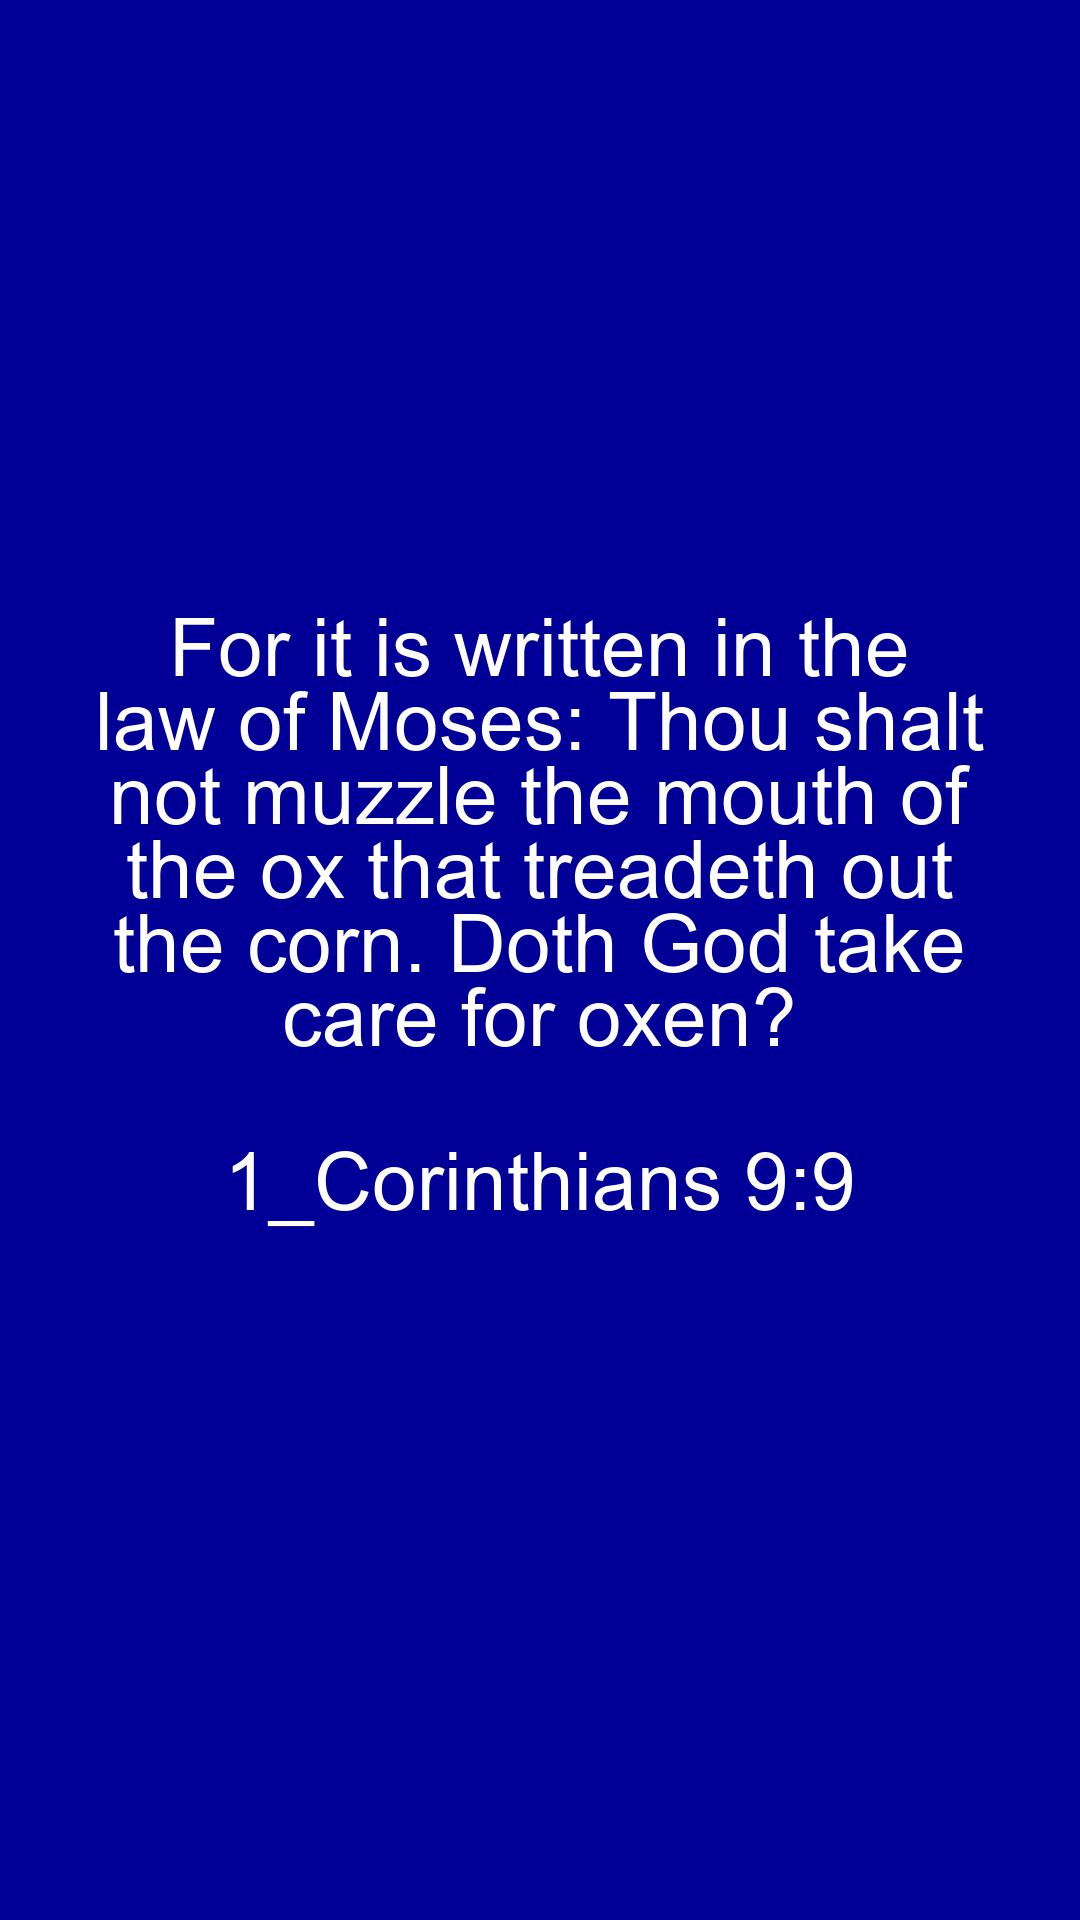 For it is written in the
law of Moses: Thou shalt
not muzzle the mouth of
the ox that treadeth out
the corn. Doth God take
care for oxen?
1_Corinthians 9:9